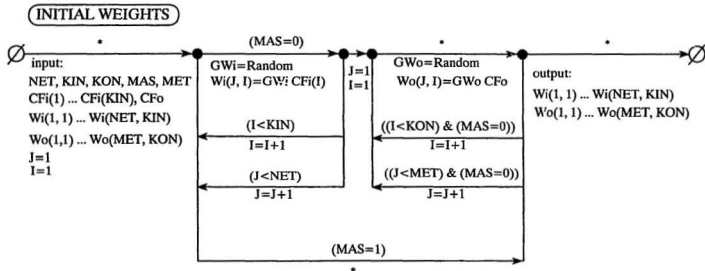 INITIAL WEIGHTS
* (MAS=0) * *
input:
NET, KIN, KON, MAS, MET
CFi(1) ... CFi(KIN), CFo
Wi(1, 1) ... Wi(NET, KIN)
Wo(1,1) ... Wo(MET, KON)
J=1
I=1
GWi=Random
Wi(J, I)=GWi CFi(I)
(I<KIN)
I=I+1
(J<NET)
J=J+1
J=1
I=1
GWo=Random
Wo(J, I)=GWo CFo
((I<KON) & (MAS=0))
I=I+1
((J<MET) & (MAS=0))
J=J+1
output:
Wi(1, 1) ... Wi(NET, KIN)
Wo(1, 1) ... Wo(MET, KON)
(MAS=1)
*